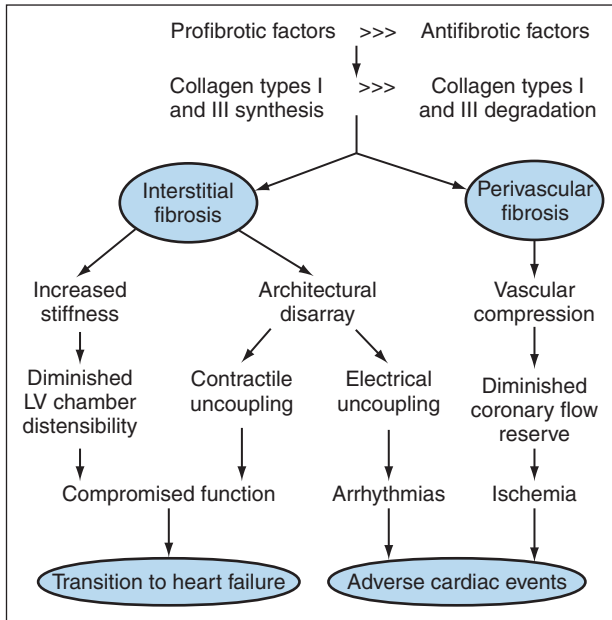 Profibrotic factors >>> Antifibrotic factors
Collagen types I
and III synthesis
>>>
Collagen types I
and III degradation
Interstitial
fibrosis
Perivascular
fibrosis
Increased
stiffness
Architectural
disarray
Vascular
compression
Diminished
LV chamber
distensibility
Contractile
uncoupling
Electrical
uncoupling
Diminished
coronary flow
reserve
Compromised function
Arrhythmias
Ischemia
Transition to heart failure
Adverse cardiac events